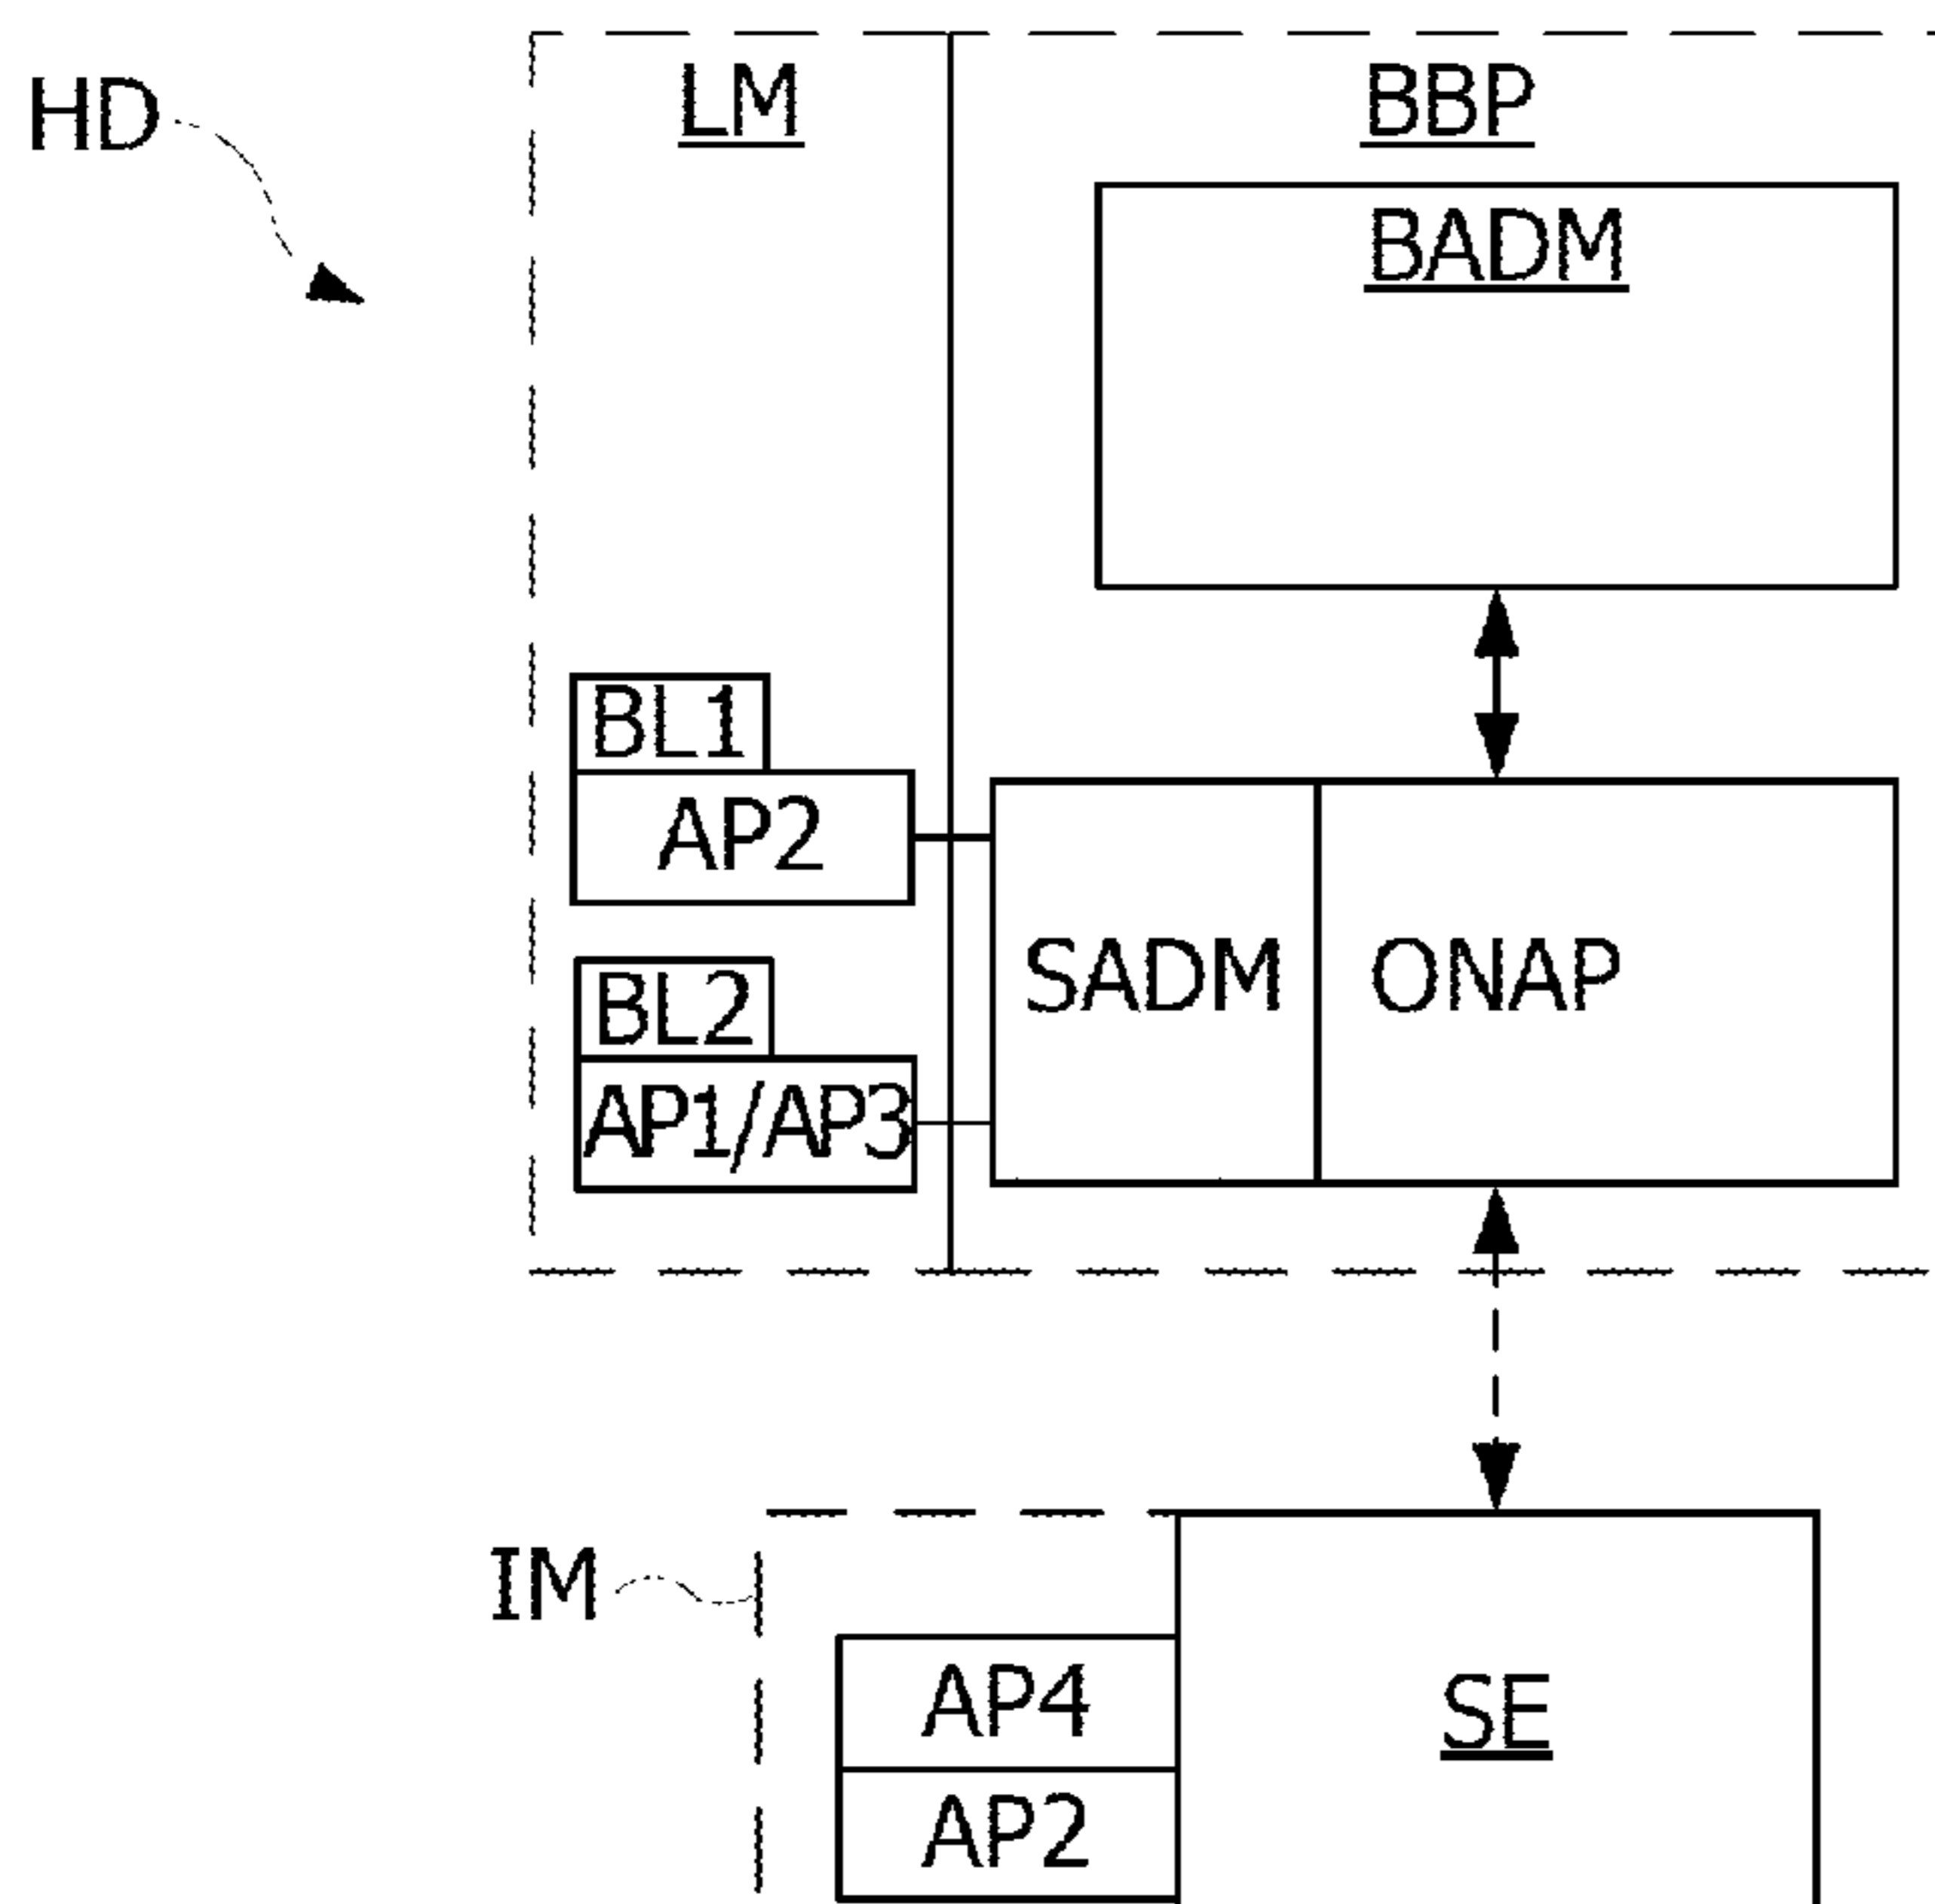 HD
LM
BBP
BADM
BL1
AP2
SADM
ONAP
BL2
AP1/AP3
IM
AP4
SE
AP2